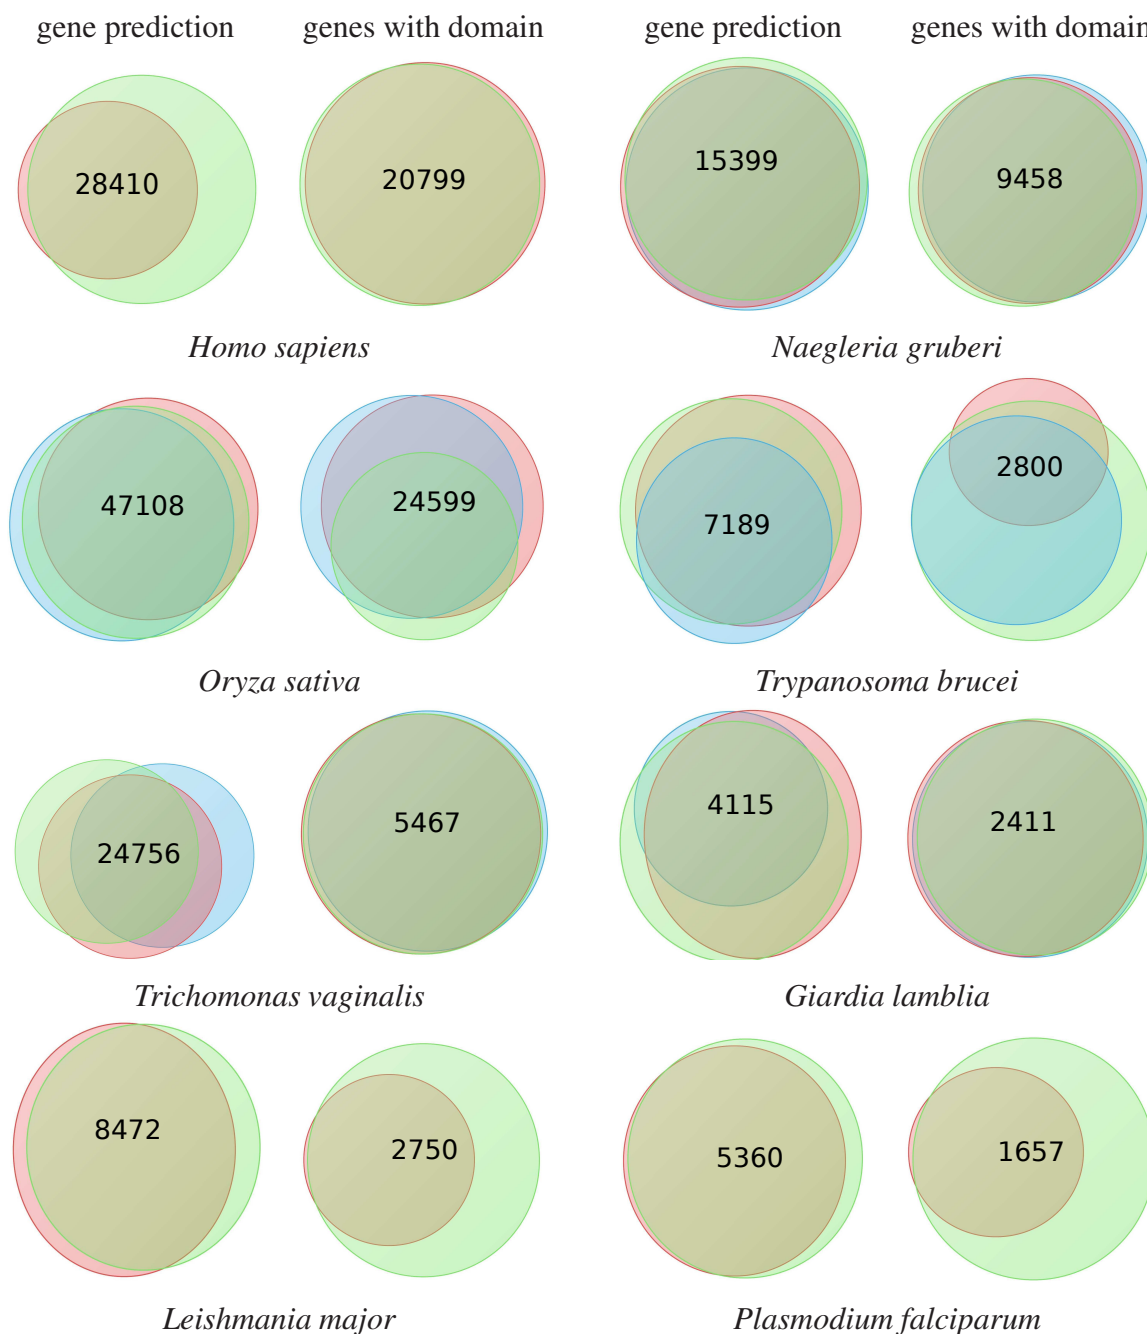 gene prediction genes with domain gene prediction genes with domain
28410 20799 15399 9458
Homo sapiens Naegleria gruberi
47108 24599 7189 2800
Oryza sativa Trypanosoma brucei
24756 5467 4115 2411
Trichomonas vaginalis Giardia lamblia
8472 2750 5360 1657
Leishmania major Plasmodium falciparum